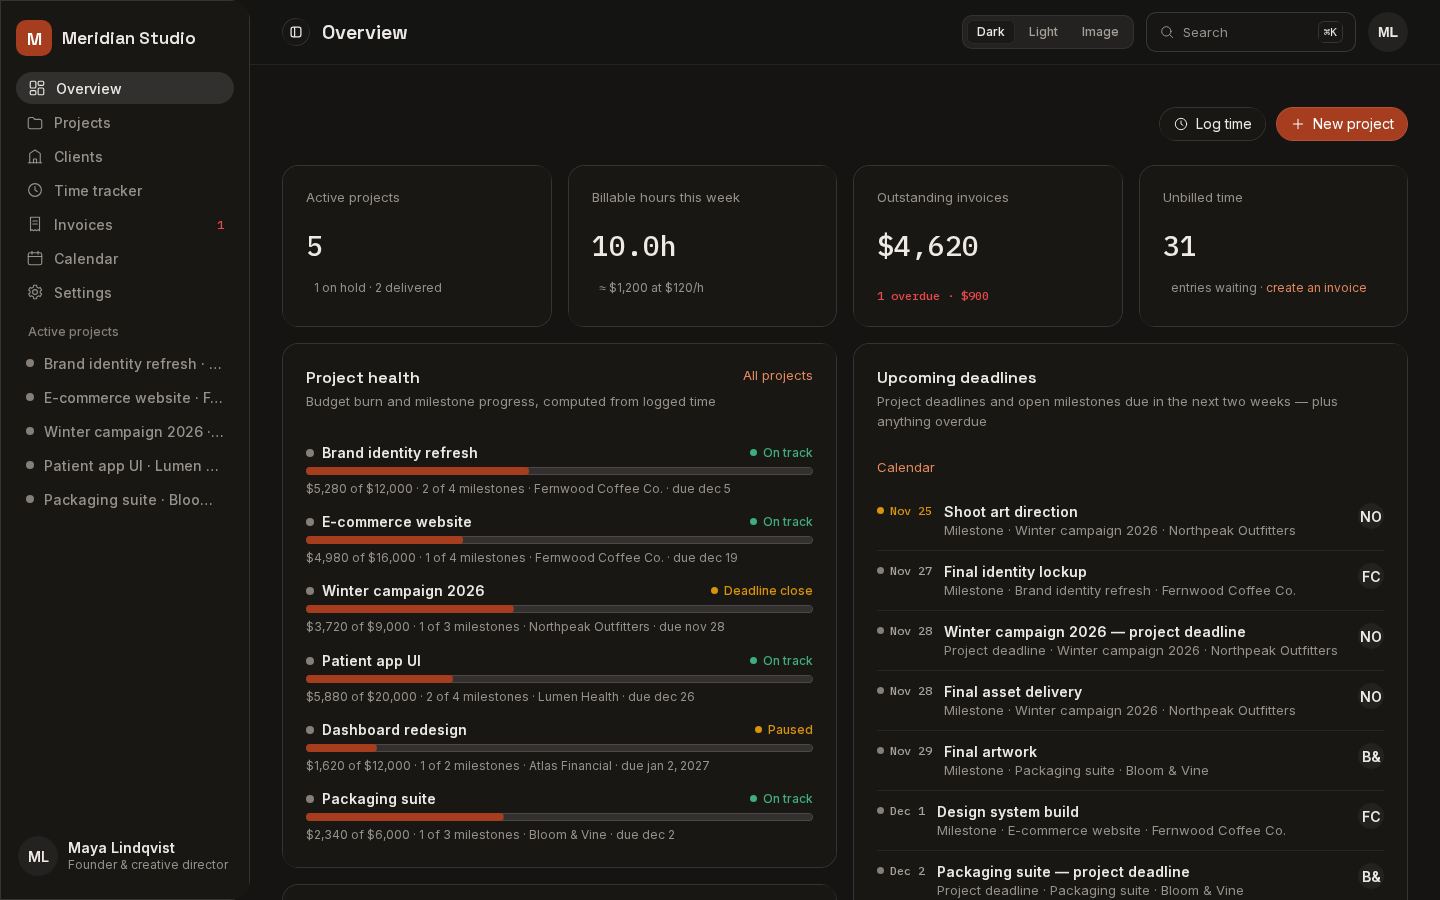 M Meridian Studio
Overview
Projects
Clients
Time tracker
Invoices 1
Calendar
Settings
Active projects
Brand identity refresh · ...
E-commerce website · F...
Winter campaign 2026 ·...
Patient app UI · Lumen ...
Packaging suite · Bloo...
ML Maya Lindqvist
Founder & creative director
Overview
Dark Light Image
Search ⌘K
ML
Log time
New project
Active projects
5
1 on hold · 2 delivered
Billable hours this week
10.0h
≈ $1,200 at $120/h
Outstanding invoices
$4,620
1 overdue · $900
Unbilled time
31
entries waiting · create an invoice
Project health All projects
Budget burn and milestone progress, computed from logged time
Brand identity refresh On track
$5,280 of $12,000 · 2 of 4 milestones · Fernwood Coffee Co. · due dec 5
E-commerce website On track
$4,980 of $16,000 · 1 of 4 milestones · Fernwood Coffee Co. · due dec 19
Winter campaign 2026 Deadline close
$3,720 of $9,000 · 1 of 3 milestones · Northpeak Outfitters · due nov 28
Patient app UI On track
$5,880 of $20,000 · 2 of 4 milestones · Lumen Health · due dec 26
Dashboard redesign Paused
$1,620 of $12,000 · 1 of 2 milestones · Atlas Financial · due jan 2, 2027
Packaging suite On track
$2,340 of $6,000 · 1 of 3 milestones · Bloom & Vine · due dec 2
Upcoming deadlines
Project deadlines and open milestones due in the next two weeks — plus
anything overdue
Calendar
Nov 25 Shoot art direction NO
Milestone · Winter campaign 2026 · Northpeak Outfitters
Nov 27 Final identity lockup FC
Milestone · Brand identity refresh · Fernwood Coffee Co.
Nov 28 Winter campaign 2026 — project deadline NO
Project deadline · Winter campaign 2026 · Northpeak Outfitters
Nov 28 Final asset delivery NO
Milestone · Winter campaign 2026 · Northpeak Outfitters
Nov 29 Final artwork B&
Milestone · Packaging suite · Bloom & Vine
Dec 1 Design system build FC
Milestone · E-commerce website · Fernwood Coffee Co.
Dec 2 Packaging suite — project deadline B&
Project deadline · Packaging suite · Bloom & Vine